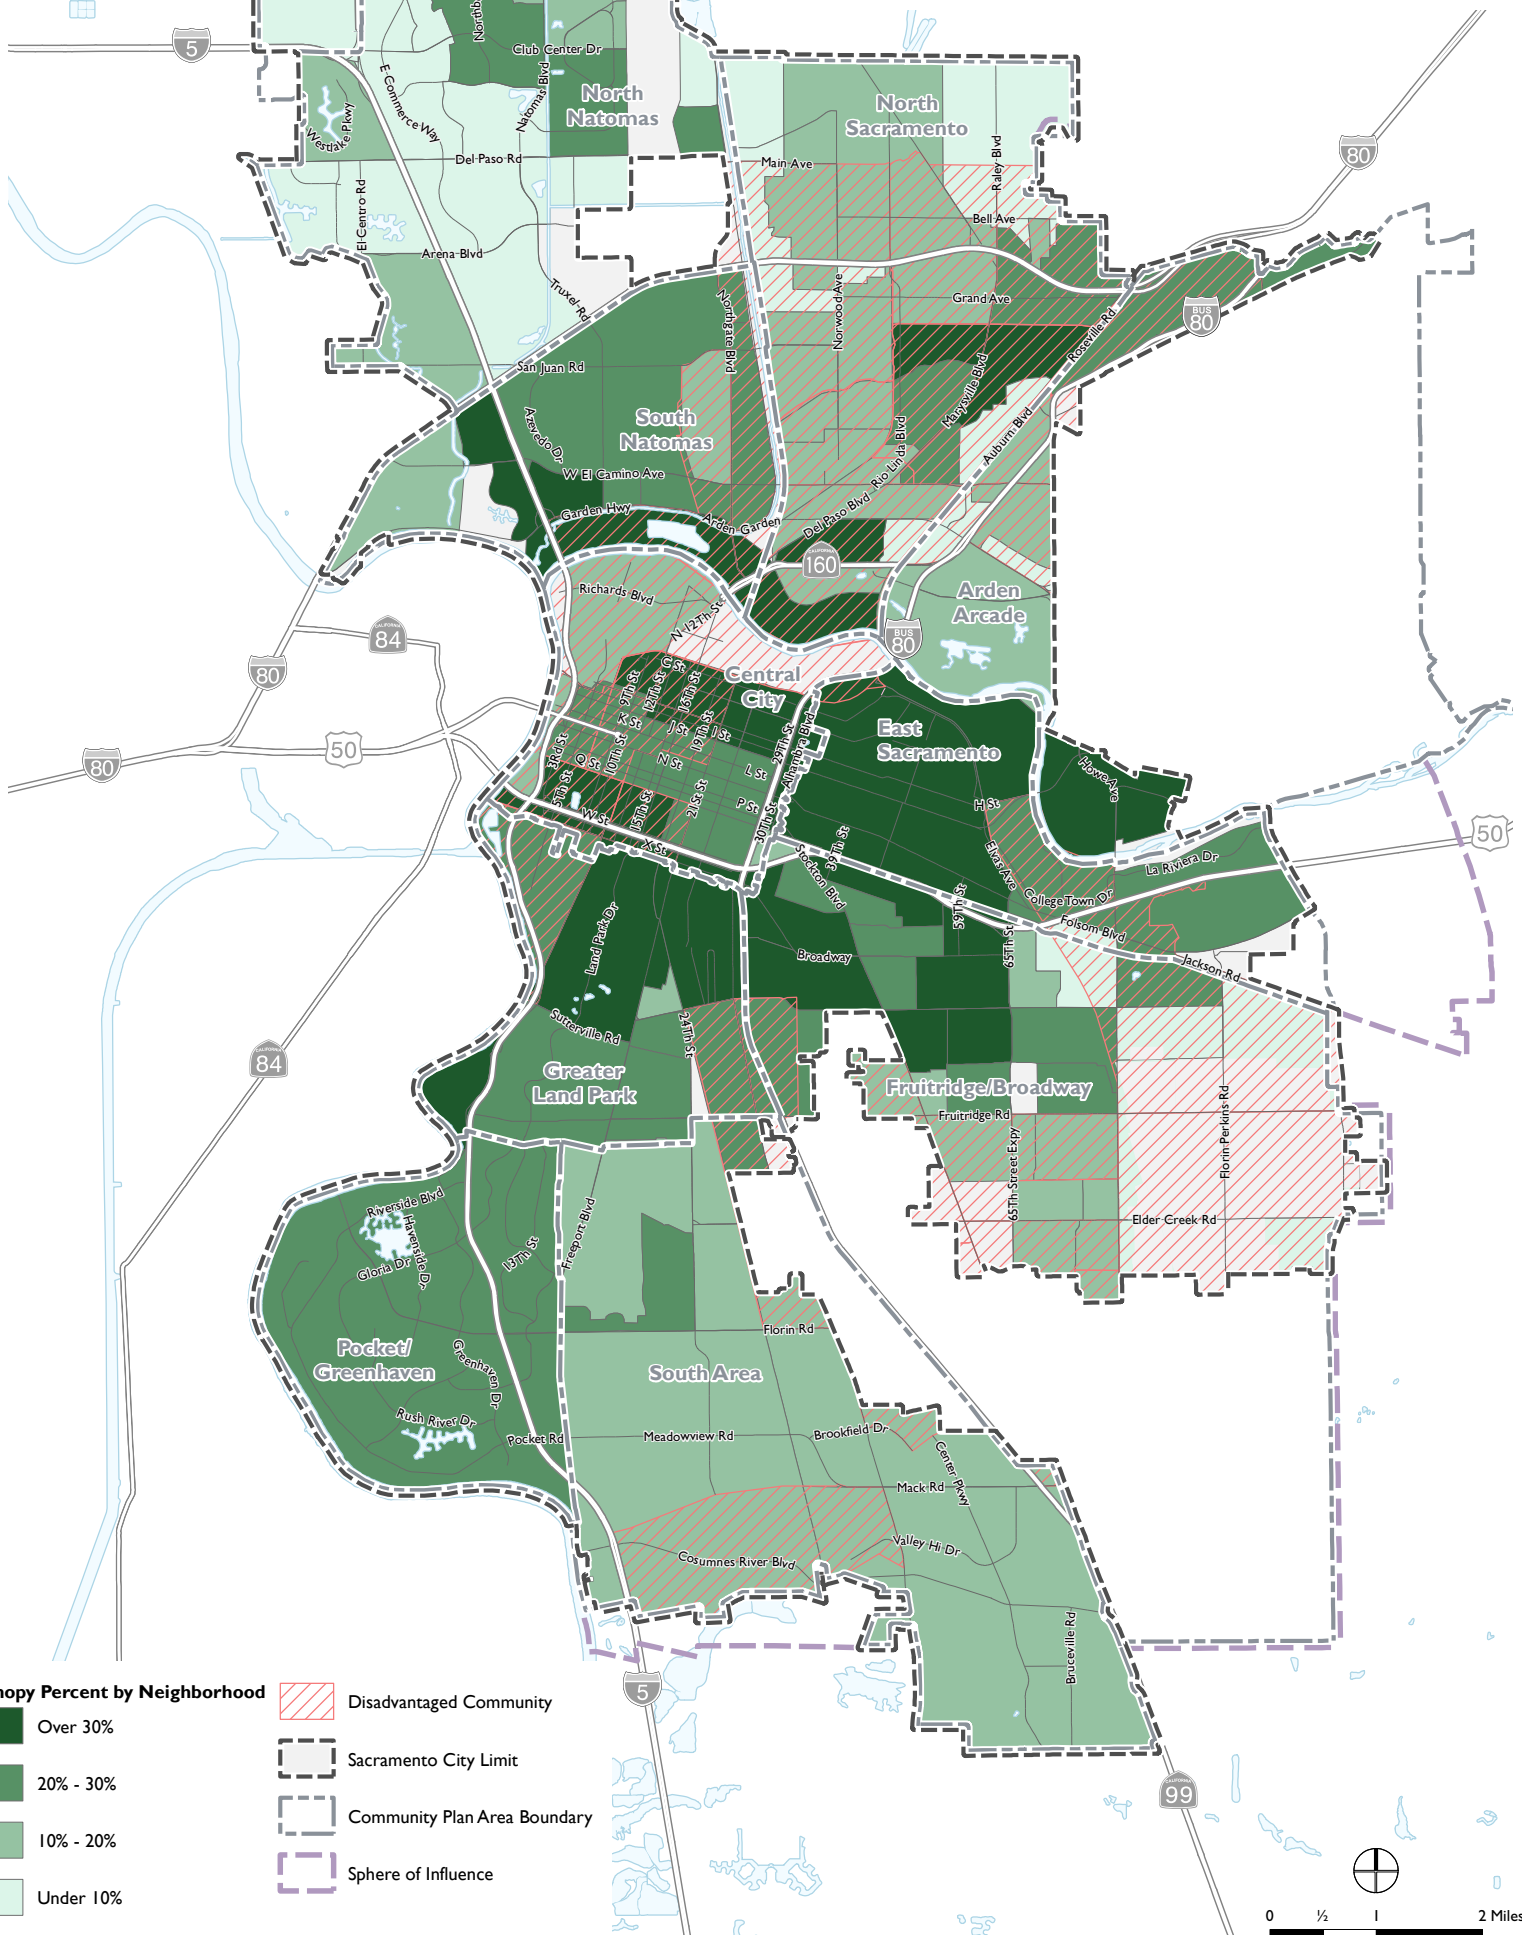 5
Club Center Dr
Natomas Blvd
E Commerce Way
North
Natomas
Westlake Pkwy
Del Paso Rd
El Centro Rd
Arena Blvd
Truxel Rd
North
Sacramento
Main Ave
Raley Blvd
Bell Ave
80
Norwood Ave
Grand Ave
BUS
80
Roseville Rd
Northgate Blvd
San Juan Rd
Marysville Blvd
Azevedo Dr
South
Natomas
Auburn Blvd
Rio Linda Blvd
W El Camino Ave
Garden Hwy
Arden Garden
Del Paso Blvd
CALIFORNIA
160
Richards Blvd
N 12Th St
Arden
Arcade
CALIFORNIA
84
BUS
80
80
Central
City
G St
9Th St
12Th St
16Th St
K St
J St
I St
19Th St
East
Sacramento
29Th St
Alhambra Blvd
50
80
3Rd St
10Th St
N St
L St
Q St
5Th St
15Th St
21St St
P St
W St
X St
30Th St
H St
Howe Ave
50
Stockton Blvd
39Th St
Elvas Ave
La Riviera Dr
College Town Dr
59Th St
65Th St
Folsom Blvd
Land Park Dr
Broadway
Jackson Rd
Sutterville Rd
24Th St
CALIFORNIA
84
Greater
Land Park
Fruitridge/Broadway
Fruitridge Rd
65Th Street Expy
Florin Perkins Rd
Elder Creek Rd
Riverside Blvd
Havenside Dr
Gloria Dr
13Th St
Freeport Blvd
Florin Rd
Pocket/
Greenhaven
Greenhaven Dr
South Area
Rush River Dr
Pocket Rd
Meadowview Rd
Brookfield Dr
Center Pkwy
Mack Rd
Valley Hi Dr
Cosumnes River Blvd
Bruceville Rd
5
CALIFORNIA
99
nopy Percent by Neighborhood
Over 30%
20% - 30%
10% - 20%
Under 10%
Disadvantaged Community
Sacramento City Limit
Community Plan Area Boundary
Sphere of Influence
0 ½ 1 2 Miles